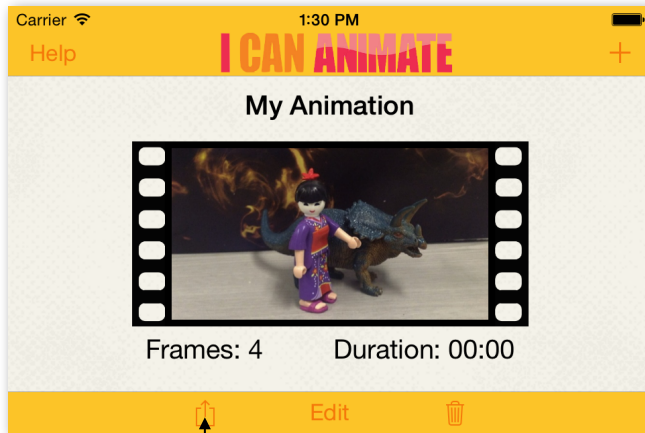 Carrier 1:30 PM
Help I CAN ANIMATE +
My Animation
Frames: 4 Duration: 00:00
Edit